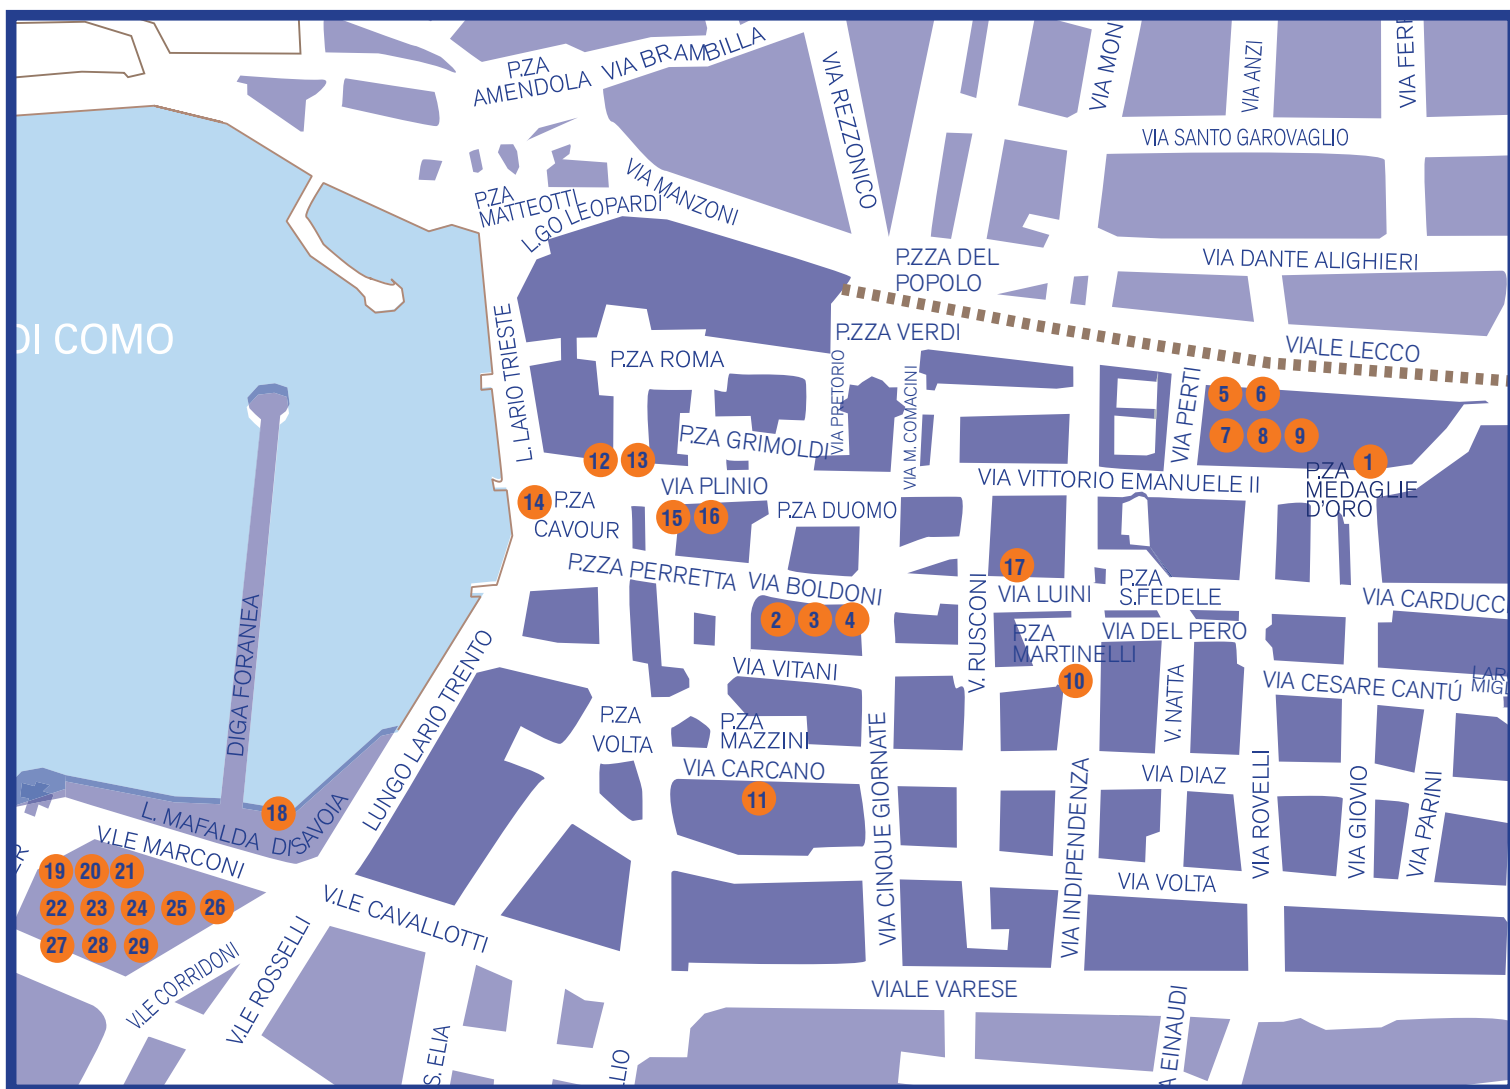 P.ZA
AMENDOLA
VIA BRAMBILLA
VIA REZZONICO
VIA MON
VIA ANZI
VIA FERR
VIA SANTO GAROVAGLIO
P.ZA
MATTEOTTI
L.GO LEOPARDI
VIA MANZONI
P.ZZA DEL
POPOLO
VIA DANTE ALIGHIERI
DI COMO
L. LARIO TRIESTE
P.ZA ROMA
P.ZZA VERDI
VIALE LECCO
VIA PRETORIO
VIA M. COMACINI
VIA PERTI
5
6
7
8
9
1
P.ZA GRIMOLDI
12
13
VIA PLINIO
VIA VITTORIO EMANUELE II
P.ZA
MEDAGLIE
D'ORO
14
P.ZA
CAVOUR
15
16
P.ZA DUOMO
P.ZZA PERRETTA
VIA BOLDONI
17
VIA LUINI
P.ZA
S.FEDELE
VIA CARDUCC
2
3
4
V. RUSCONI
P.ZA
MARTINELLI
VIA DEL PERO
10
VIA VITANI
V. NATTA
VIA CESARE CANTÚ
LAR
MIGL
DIGA FORANEA
LUNGO LARIO TRENTO
P.ZA
VOLTA
P.ZA
MAZZINI
VIA CARCANO
11
VIA CINQUE GIORNATE
VIA INDIPENDENZA
VIA DIAZ
VIA ROVELLI
VIA GIOVIO
VIA PARINI
18
L. MAFALDA DISAVOIA
V.LE MARCONI
ER
19
20
21
22
23
24
25
26
27
28
29
V.LE CAVALLOTTI
VIA VOLTA
V.LE CORRIDONI
V.LE ROSSELLI
VIALE VARESE
S. ELIA
LLIO
A EINAUDI